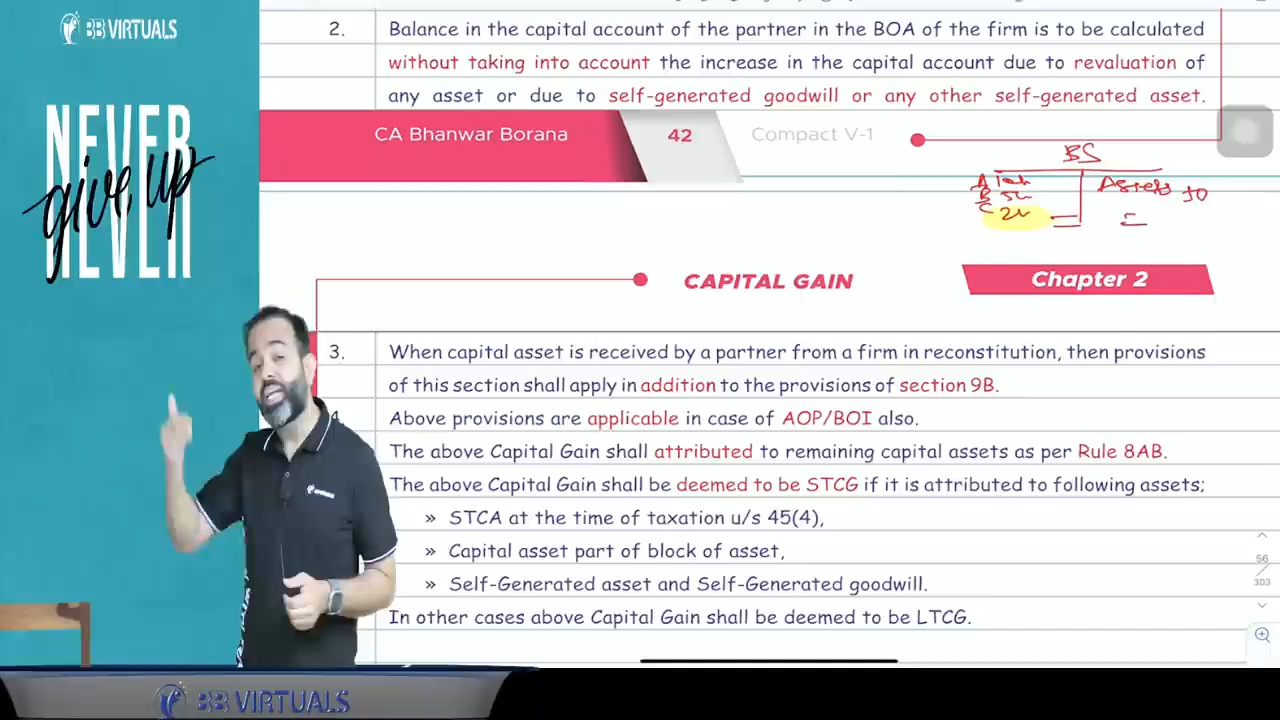 BB VIRTUALS
NEVER
give up
NEVER
2. Balance in the capital account of the partner in the BOA of the firm is to be calculated
without taking into account the increase in the capital account due to revaluation of
any asset or due to self-generated goodwill or any other self-generated asset.
CA Bhanwar Borana 42 Compact V-1
BS
A
B
C
Assets 10
CAPITAL GAIN Chapter 2
3. When capital asset is received by a partner from a firm in reconstitution, then provisions
of this section shall apply in addition to the provisions of section 9B.
Above provisions are applicable in case of AOP/BOI also.
The above Capital Gain shall attributed to remaining capital assets as per Rule 8AB.
The above Capital Gain shall be deemed to be STCG if it is attributed to following assets;
» STCA at the time of taxation u/s 45(4),
» Capital asset part of block of asset,
» Self-Generated asset and Self-Generated goodwill.
In other cases above Capital Gain shall be deemed to be LTCG.
56
303
BB VIRTUALS